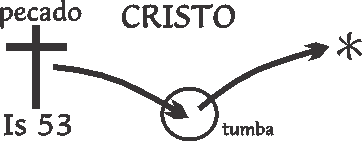 pecado
CRISTO
Is 53
tumba